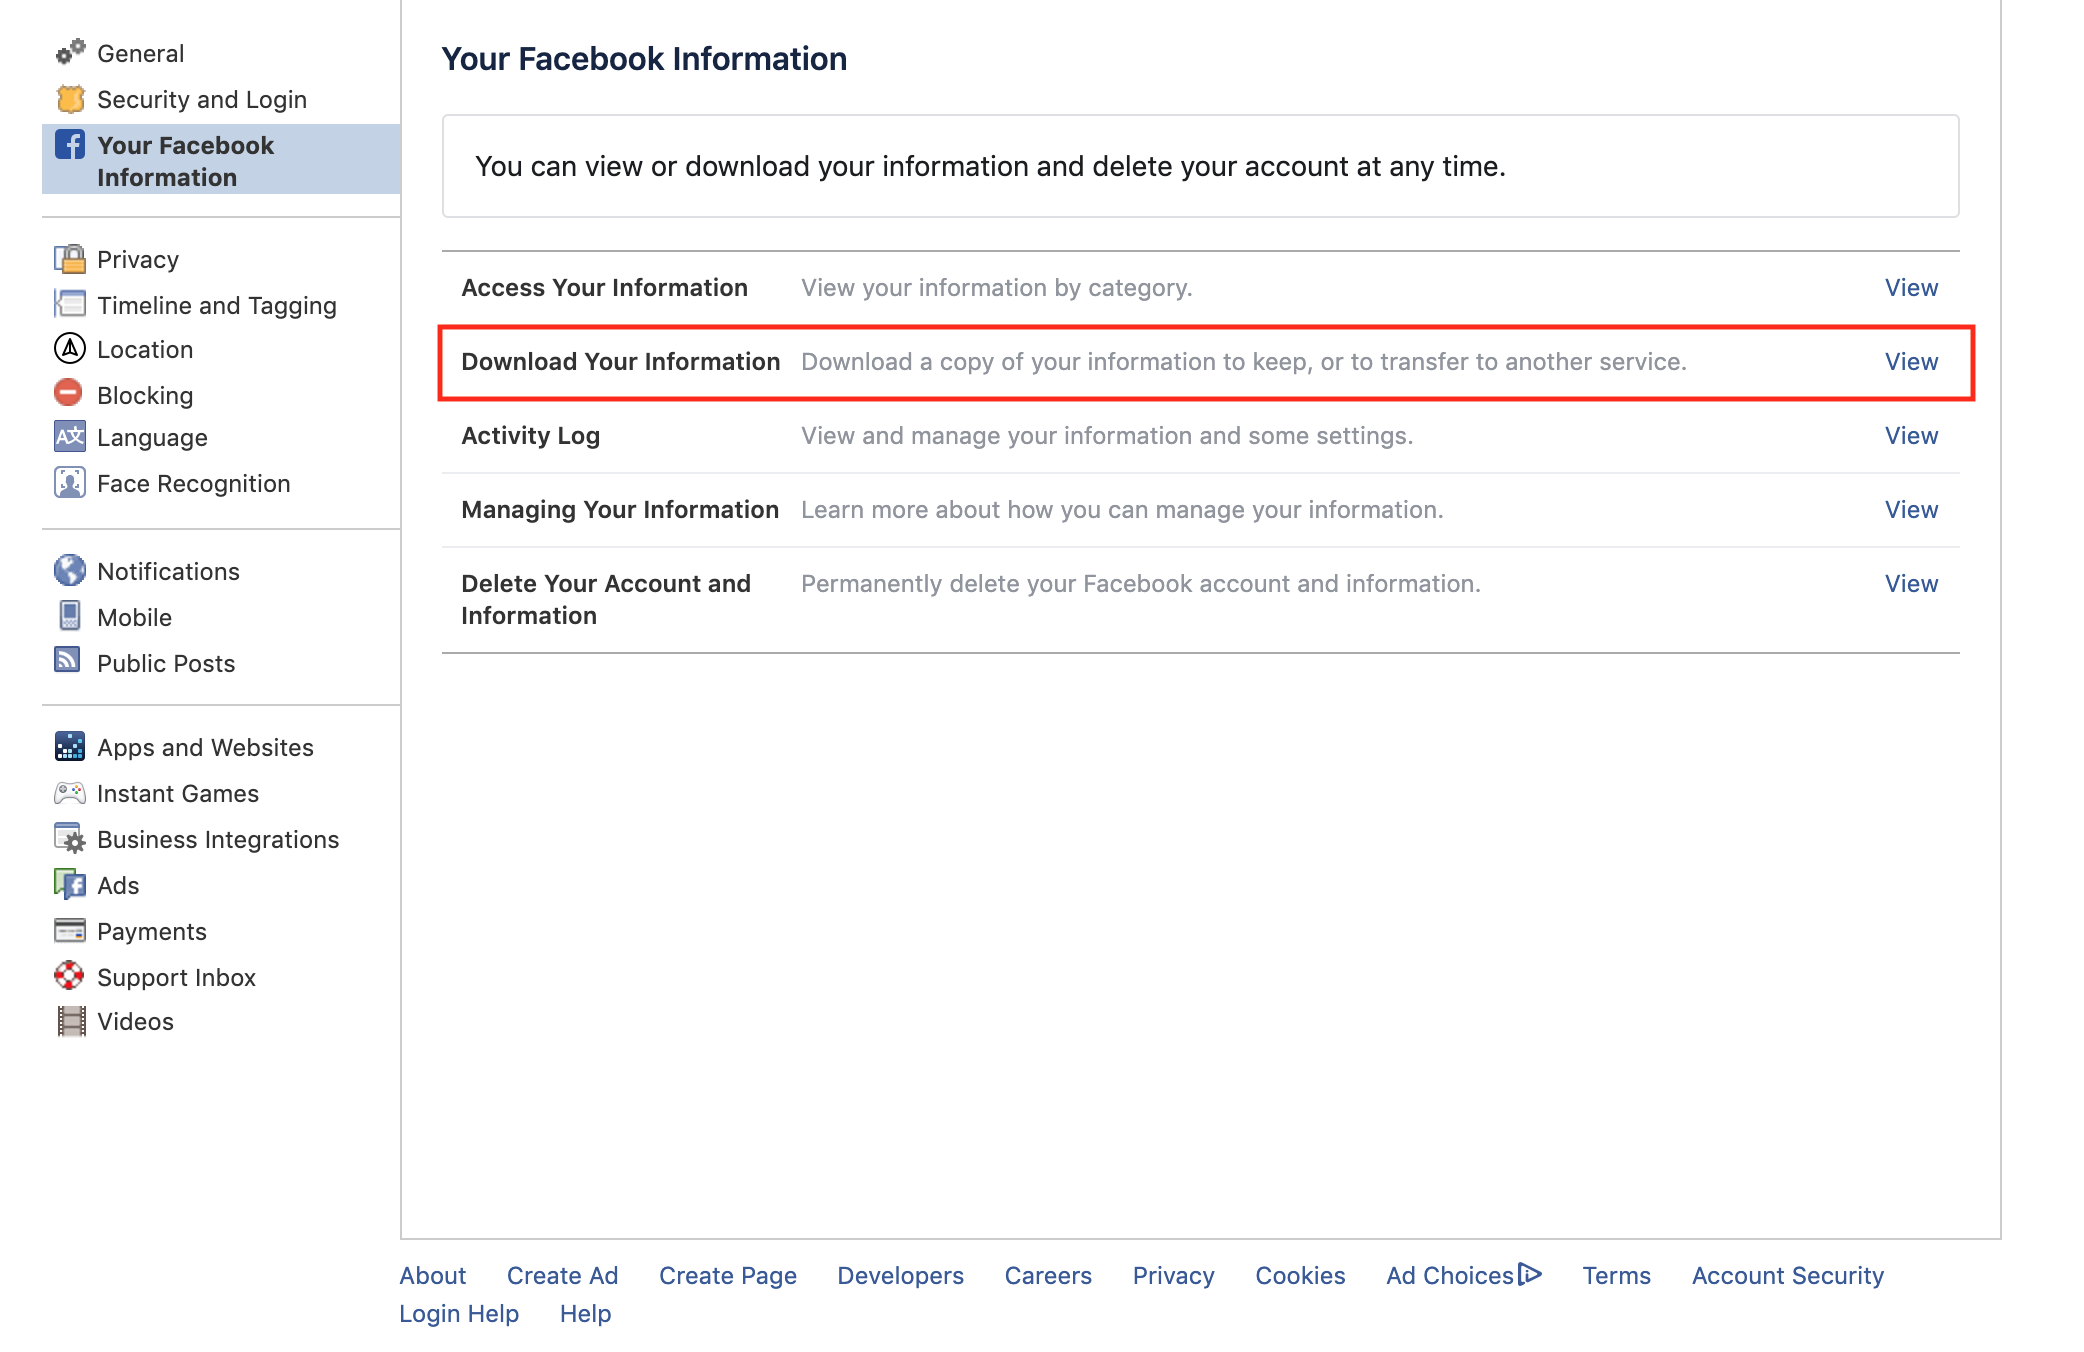 General
Security and Login
Your Facebook
Information
Privacy
Timeline and Tagging
Location
Blocking
Language
Face Recognition
Notifications
Mobile
Public Posts
Apps and Websites
Instant Games
Business Integrations
Ads
Payments
Support Inbox
Videos
Your Facebook Information
You can view or download your information and delete your account at any time.
Access Your Information View your information by category. View
Download Your Information Download a copy of your information to keep, or to transfer to another service. View
Activity Log View and manage your information and some settings. View
Managing Your Information Learn more about how you can manage your information. View
Delete Your Account and Permanently delete your Facebook account and information. View
Information
About Create Ad Create Page Developers Careers Privacy Cookies Ad Choices Terms Account Security
Login Help Help